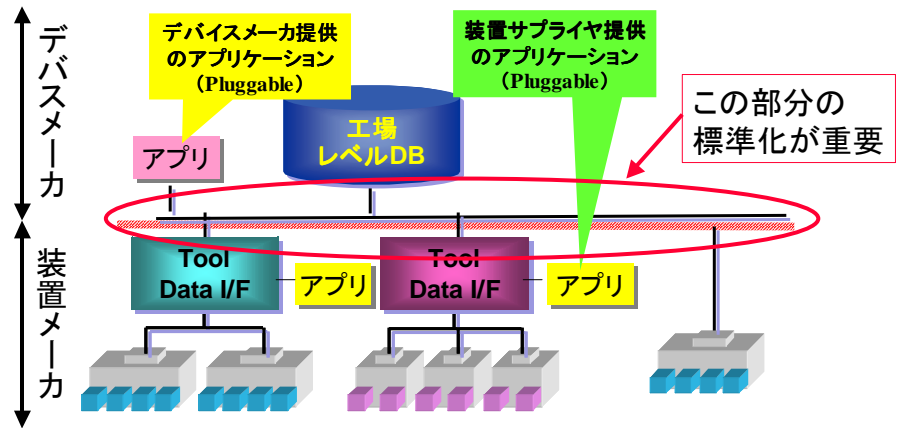 デバスメーカ
デバイスメーカ提供
のアプリケーション
（Pluggable）
装置サプライヤ提供
のアプリケーション
（Pluggable）
この部分の
標準化が重要
工場
レベルDB
アプリ
装置メーカ
Tool
Data I/F
アプリ
Tool
Data I/F
アプリ